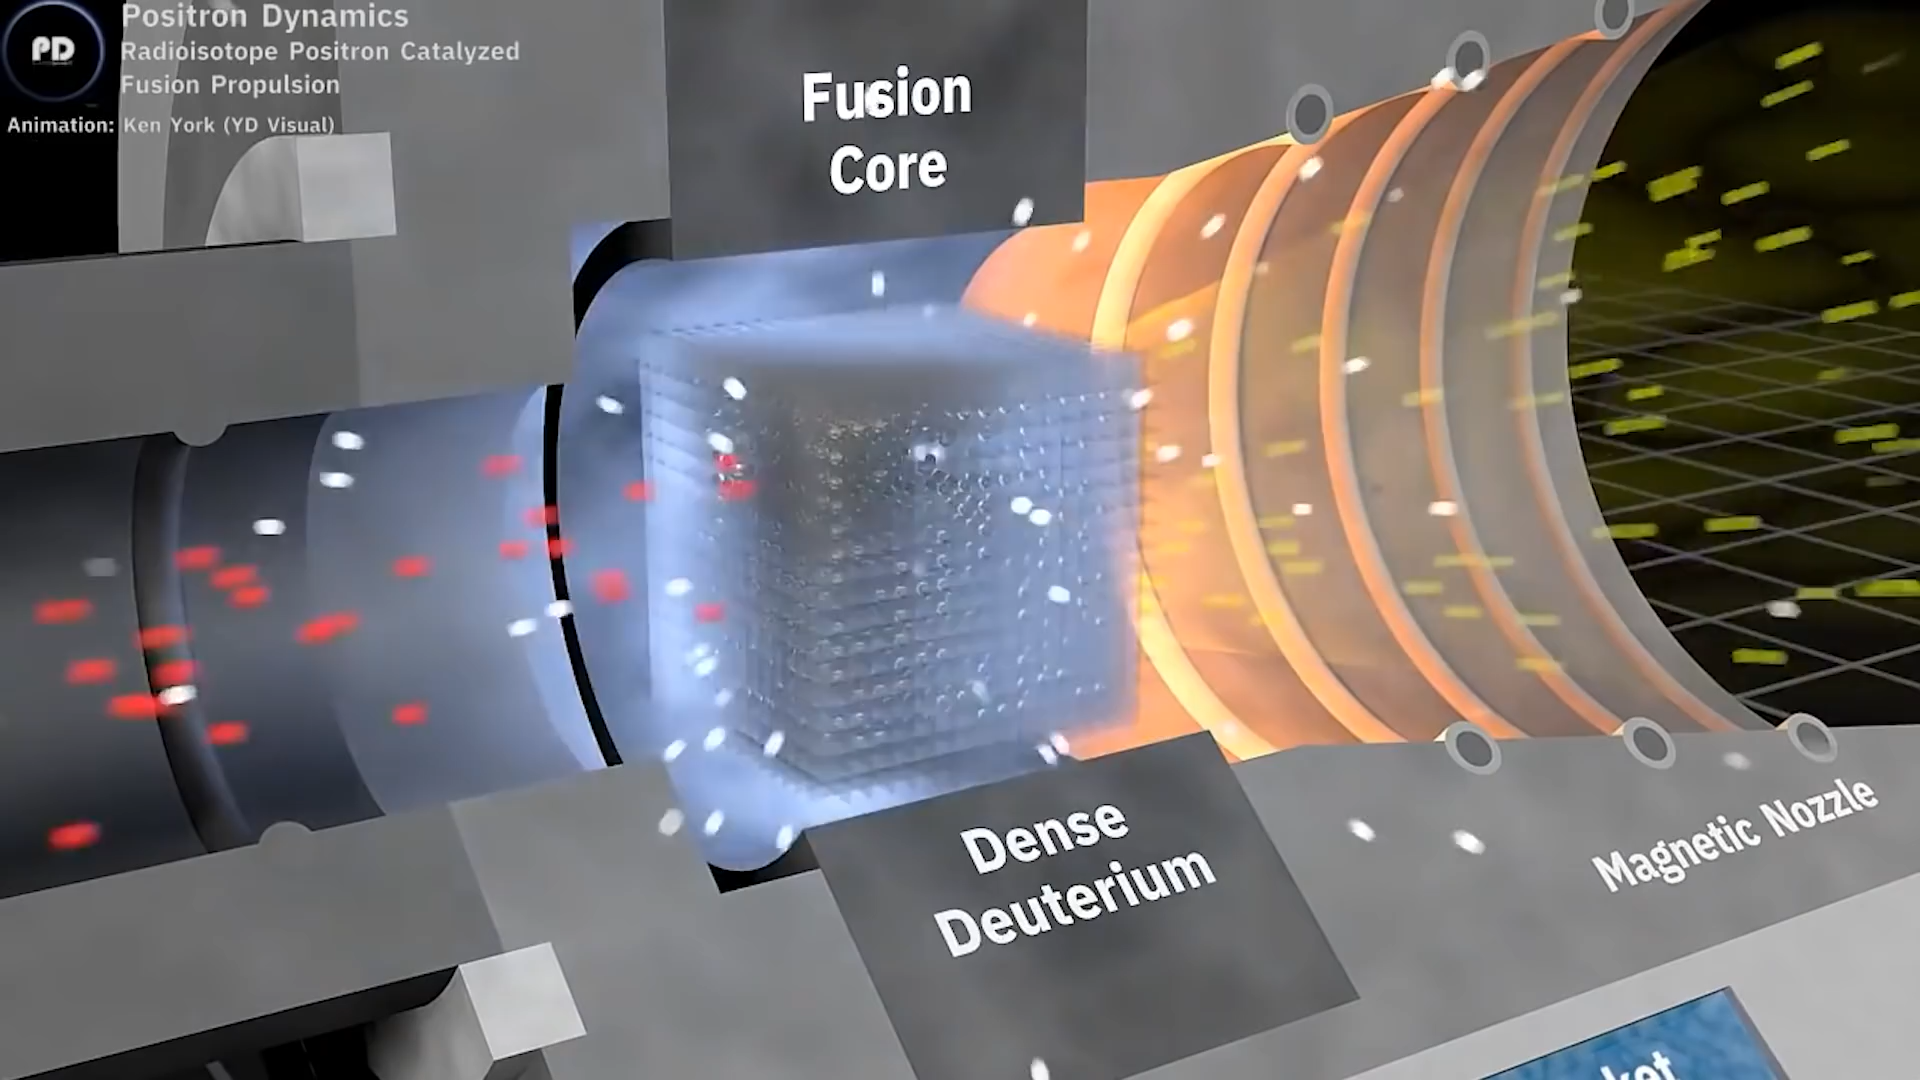 PD
Positron Dynamics
Radioisotope Positron Catalyzed
Fusion Propulsion
Animation: Ken York (YD Visual)
Fusion
Core
Dense
Deuterium
Magnetic Nozzle